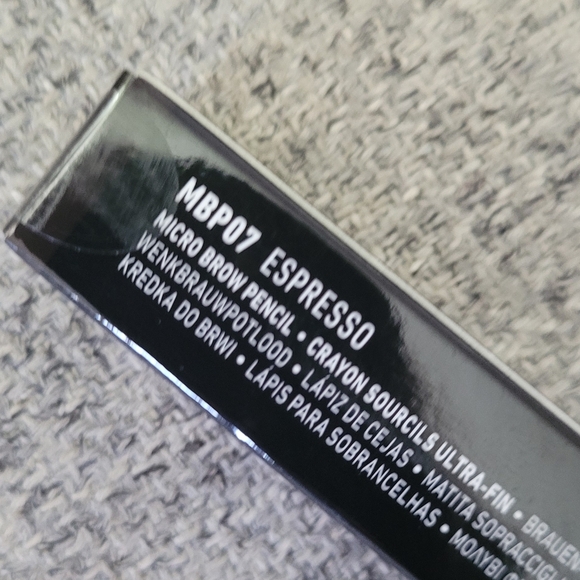 MBP07 ESPRESSO
MICRO BROW PENCIL • CRAYON SOURCILS ULTRA-FIN •
WENKBRAUWPOTLOOD • LÁPIZ DE CEJAS • MATITA
KREDKA DO BRWI • LÁPIS PARA SOBRANCELHAS •